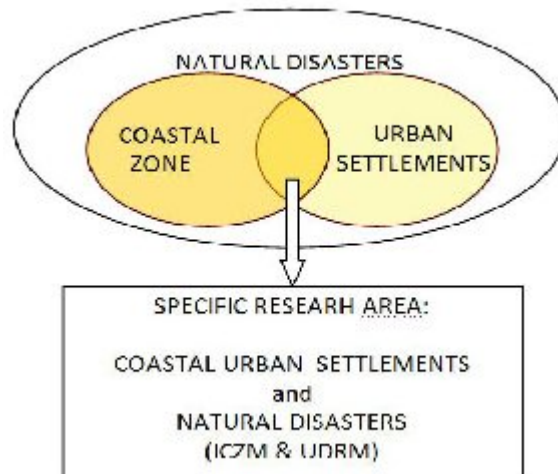 NATURAL DISASTERS
COASTAL
ZONE
URBAN
SETTLEMENTS
SPECIFIC RESEARH AREA:
COASTAL URBAN SETTLEMENTS
and
NATURAL DISASTERS
(ICZM & UDRM)